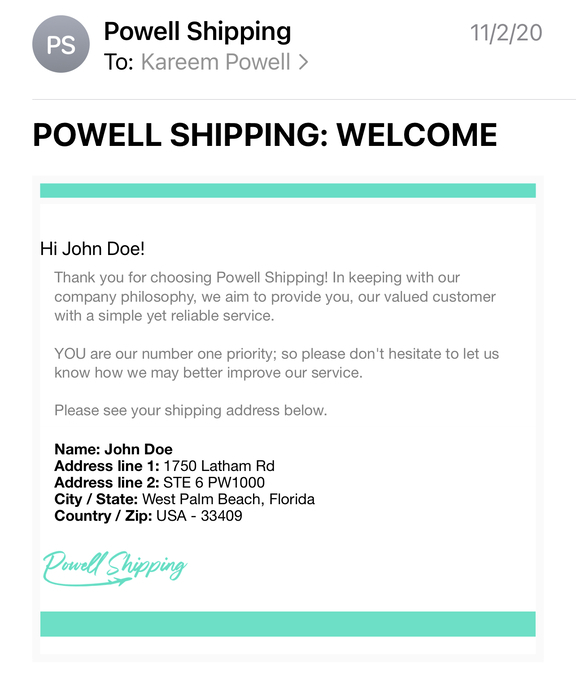 PS
Powell Shipping
11/2/20
To: Kareem Powell >
POWELL SHIPPING: WELCOME
Hi John Doe!
Thank you for choosing Powell Shipping! In keeping with our
company philosophy, we aim to provide you, our valued customer
with a simple yet reliable service.
YOU are our number one priority; so please don't hesitate to let us
know how we may better improve our service.
Please see your shipping address below.
Name: John Doe
Address line 1: 1750 Latham Rd
Address line 2: STE 6 PW1000
City / State: West Palm Beach, Florida
Country / Zip: USA - 33409
Powell Shipping